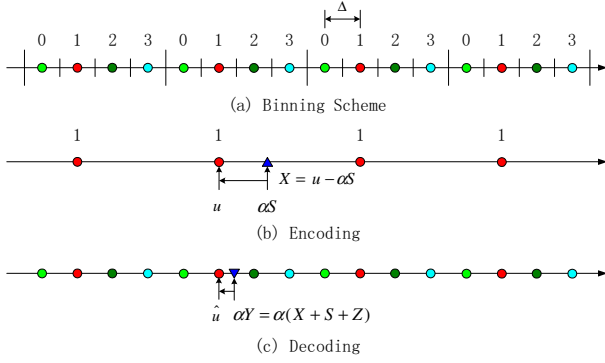 Δ
0 1 2 3 0 1 2 3 0 1 2 3 0 1 2 3
(a) Binning Scheme
1 1 1 1
X = u − αS
u αS
(b) Encoding
û αY = α(X + S + Z)
(c) Decoding